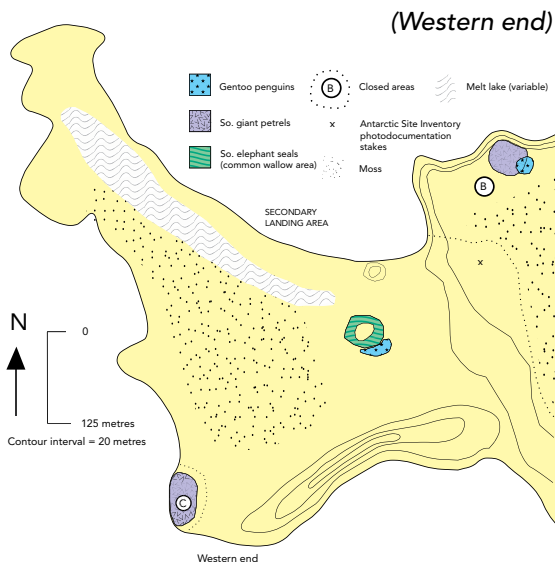 (Western end)
Gentoo penguins
B
Closed areas
Melt lake (variable)
So. giant petrels
x
Antarctic Site Inventory
photodocumentation
stakes
So. elephant seals
(common wallow area)
Moss
B
SECONDARY
LANDING AREA
x
N
0
125 metres
Contour interval = 20 metres
C
Western end